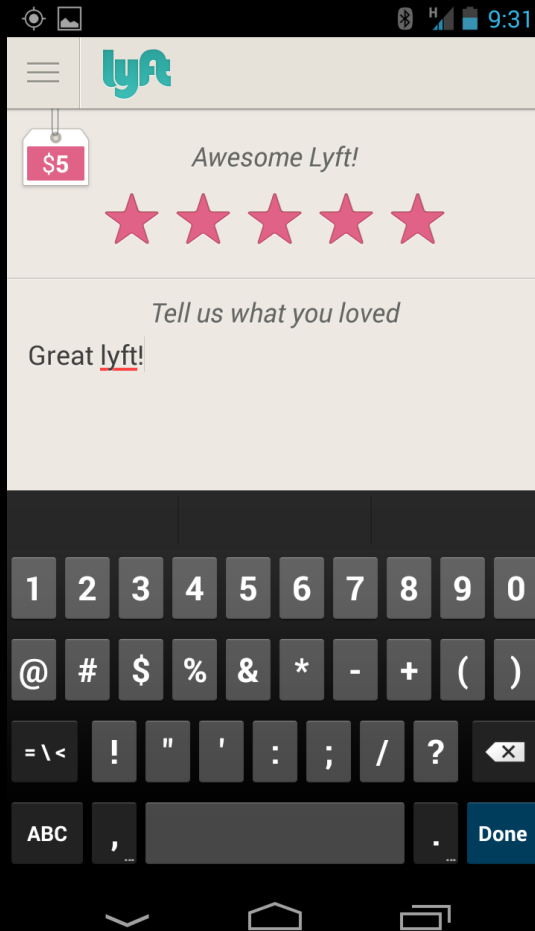 H 9:31
lyft
$5
Awesome Lyft!
Tell us what you loved
Great lyft!
1 2 3 4 5 6 7 8 9 0
@ # $ % & * - + ( )
= \ < ! " ' : ; / ?
ABC , ... . ... Done